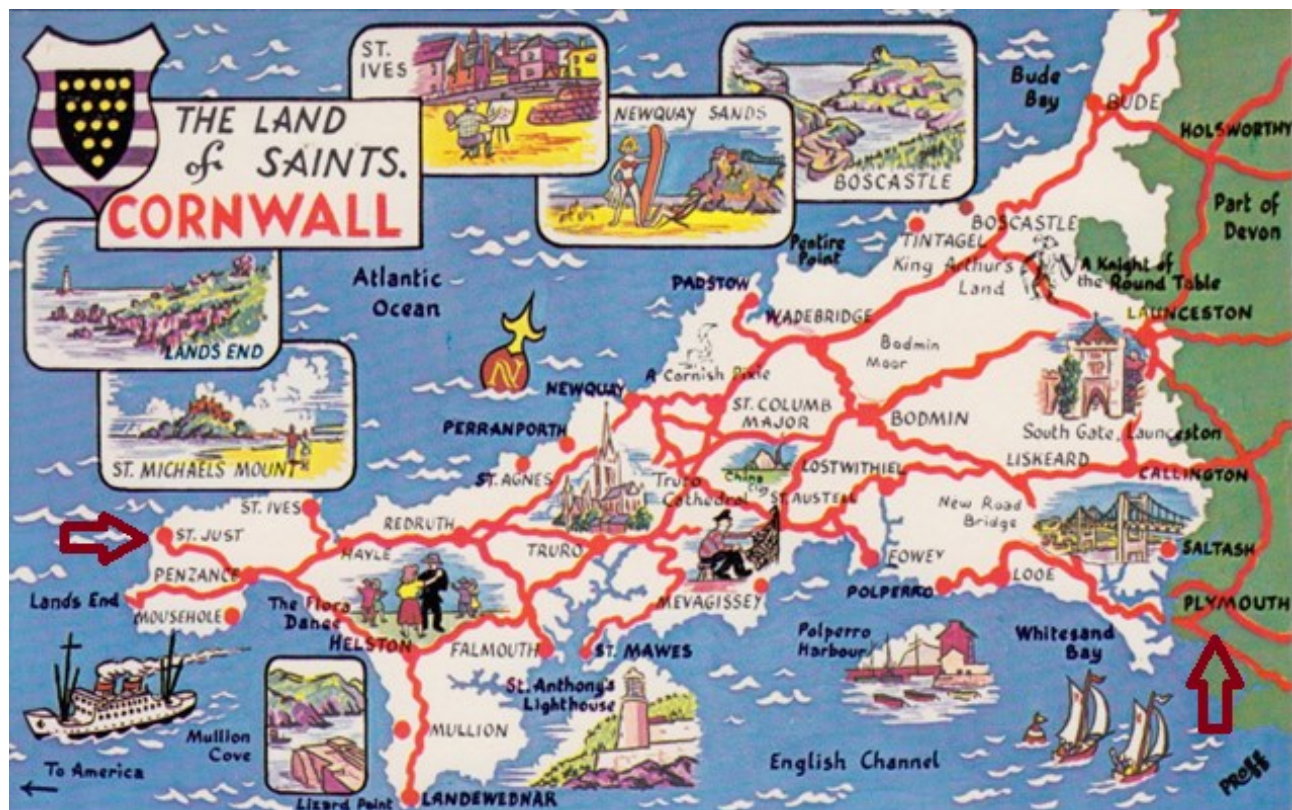 THE LAND
of SAINTS.
CORNWALL
ST.
IVES
NEWQUAY SANDS
BOSCASTLE
LANDS END
ST. MICHAELS MOUNT
Atlantic
Ocean
N
Bude
Bay
BUDE
HOLSWORTHY
Part of
Devon
BOSCASTLE
TINTAGEL
King Arthur's
Land
A Knight of
the Round Table
Pentire
Point
PADSTOW
WADEBRIDGE
LAUNCESTON
Bodmin
Moor
A Cornish Pixie
NEWQUAY
ST. COLUMB
MAJOR
BODMIN
South Gate, Launceston
PERRANPORTH
ST. AGNES
Truro
Cathedral
China
Clay
LOSTWITHIEL
LISKEARD
CALLINGTON
ST. AUSTELL
New Road
Bridge
ST. IVES
ST. JUST
REDRUTH
HAYLE
TRURO
FOWEY
SALTASH
PENZANCE
LOOE
POLPERRO
MEVAGISSEY
PLYMOUTH
Lands End
MOUSEHOLE
The Flora
Dance
HELSTON
FALMOUTH
ST. MAWES
Polperro
Harbour
Whitesand
Bay
St. Anthony's
Lighthouse
MULLION
Mullion
Cove
To America
Lizard Point
LANDEWEDNAR
English Channel
PROFF